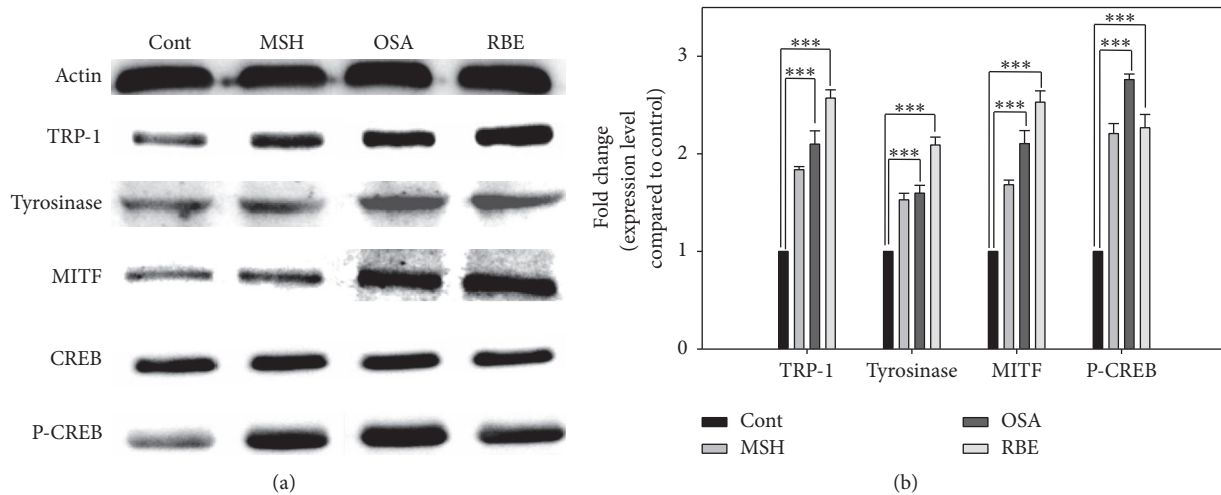 Cont MSH OSA RBE
Actin
TRP-1
Tyrosinase
MITF
CREB
P-CREB
(a)
Fold change
(expression level
compared to control)
3
2
1
0
***
***
***
***
***
***
***
***
TRP-1 Tyrosinase MITF P-CREB
Cont OSA
MSH RBE
(b)